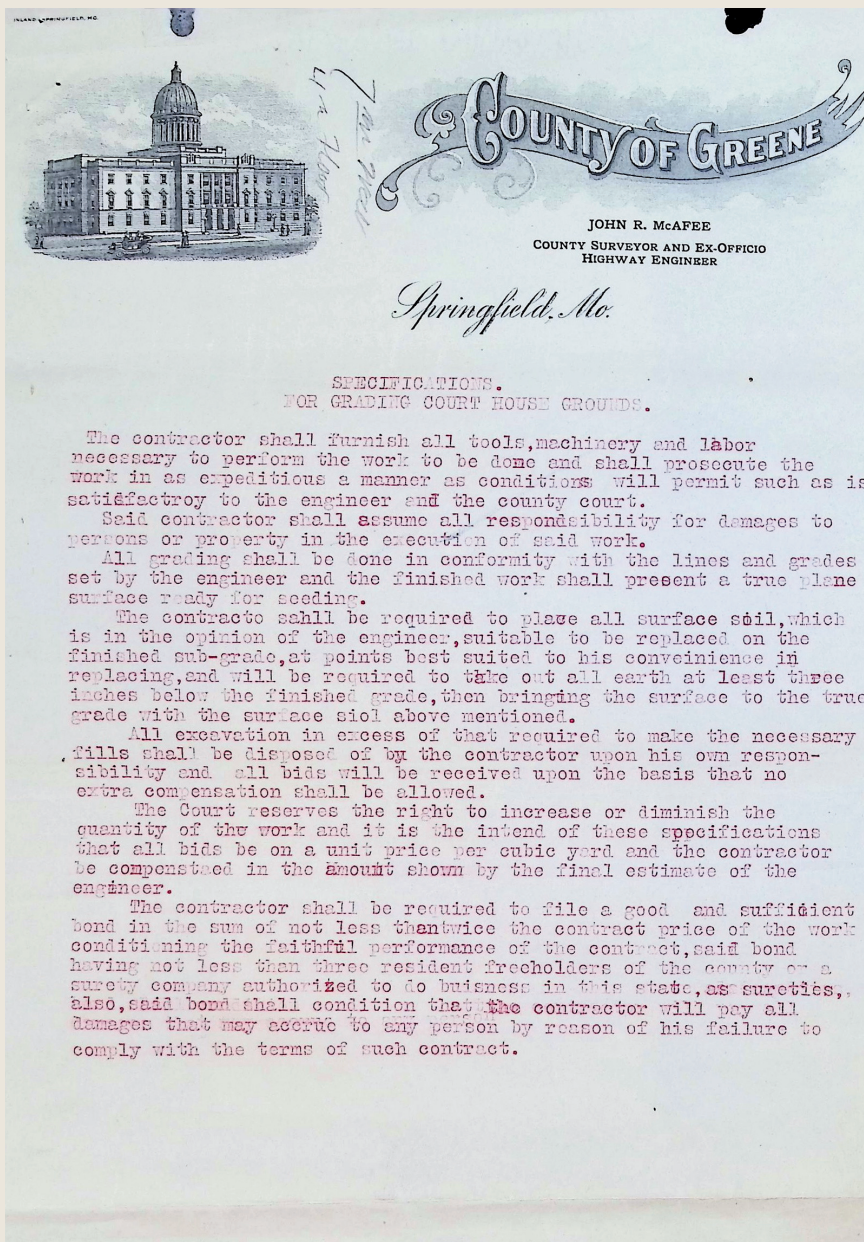 INLAND-SPRINGFIELD, MO.
COUNTY OF GREENE
JOHN R. McAFEE
COUNTY SURVEYOR AND EX-OFFICIO
HIGHWAY ENGINEER
Springfield, Mo.
SPECIFICATIONS.
FOR GRADING COURT HOUSE GROUNDS.
The contractor shall furnish all tools,machinery and labor
necessary to perform the work to be done and shall prosecute the
work in as expeditious a manner as conditions will permit such as is
satisfactroy to the engineer and the county court.
Said contractor shall assume all respondsibility for damages to
persons or property in the execution of said work.
All grading shall be done in conformity with the lines and grades
set by the engineer and the finished work shall present a true plane
surface ready for seeding.
The contracto sahll be required to place all surface soil,which
is in the opinion of the engineer,suitable to be replaced on the
finished sub-grade,at points best suited to his conveinience in
replacing,and will be required to take out all earth at least three
inches below the finished grade,then bringing the surface to the true
grade with the surface siol above mentioned.
All excavation in excess of that required to make the necessary
fills shall be disposed of by the contractor upon his own respon-
sibility and all bids will be received upon the basis that no
extra compensation shall be allowed.
The Court reserves the right to increase or diminish the
quantity of the work and it is the intend of these specifications
that all bids be on a unit price per cubic yard and the contractor
be compenstaed in the amount shown by the final estimate of the
engineer.
The contractor shall be required to file a good and sufficient
bond in the sum of not less thantwice the contract price of the work
conditioning the faithful performance of the contract,said bond
having not less than three resident freeholders of the county or a
surety company authorized to do buisness in this state,as sureties,
also,said bond shall condition that the contractor will pay all
damages that may accrue to any person by reason of his failure to
comply with the terms of such contract.